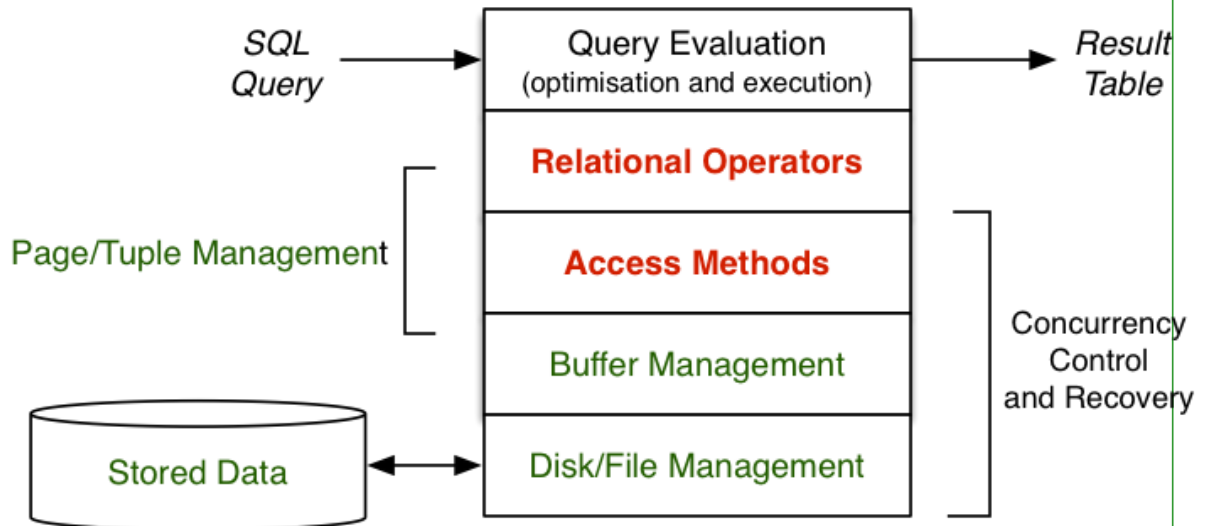 SQL
Query
Query Evaluation
(optimisation and execution)
Result
Table
Relational Operators
Page/Tuple Management
Access Methods
Concurrency
Control
and Recovery
Buffer Management
Stored Data
Disk/File Management